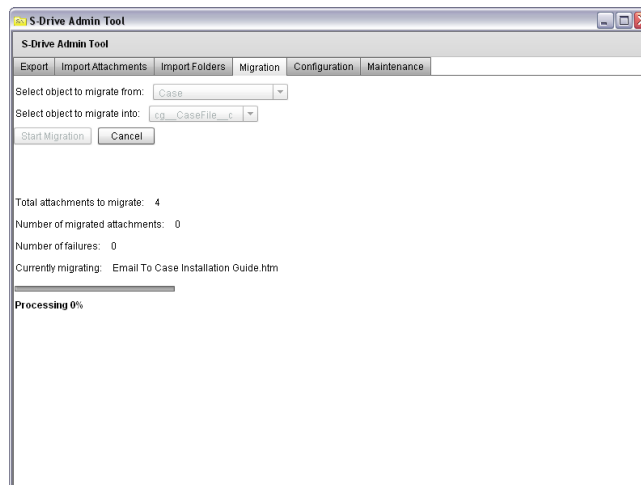 S-Drive Admin Tool
S-Drive Admin Tool
Export Import Attachments Import Folders Migration Configuration Maintenance
Select object to migrate from: Case
Select object to migrate into: cg__CaseFile__c
Start Migration Cancel
Total attachments to migrate: 4
Number of migrated attachments: 0
Number of failures: 0
Currently migrating: Email To Case Installation Guide.htm
Processing 0%